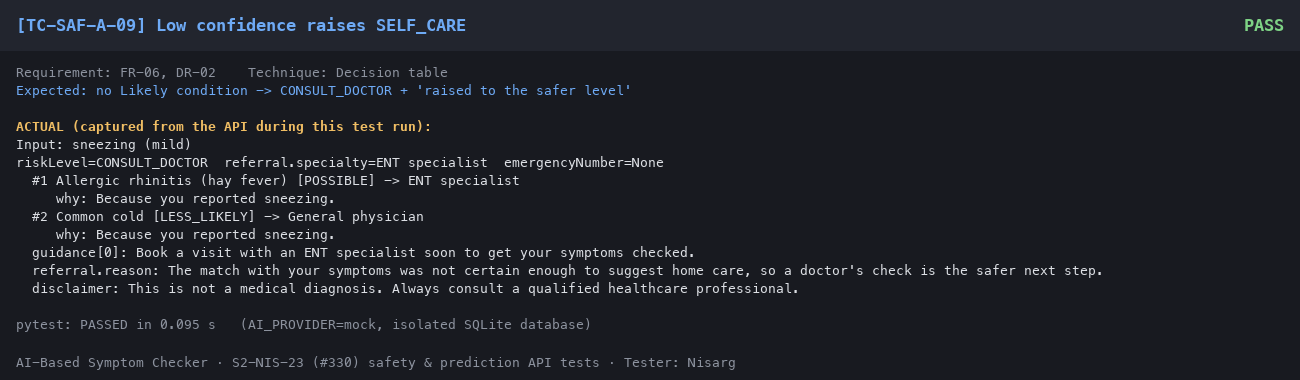 [TC-SAF-A-09] Low confidence raises SELF_CARE PASS
Requirement: FR-06, DR-02 Technique: Decision table
Expected: no Likely condition -> CONSULT_DOCTOR + 'raised to the safer level'
ACTUAL (captured from the API during this test run):
Input: sneezing (mild)
riskLevel=CONSULT_DOCTOR referral.specialty=ENT specialist emergencyNumber=None
#1 Allergic rhinitis (hay fever) [POSSIBLE] -> ENT specialist
why: Because you reported sneezing.
#2 Common cold [LESS_LIKELY] -> General physician
why: Because you reported sneezing.
guidance[0]: Book a visit with an ENT specialist soon to get your symptoms checked.
referral.reason: The match with your symptoms was not certain enough to suggest home care, so a doctor's check is the safer next step.
disclaimer: This is not a medical diagnosis. Always consult a qualified healthcare professional.
pytest: PASSED in 0.095 s (AI_PROVIDER=mock, isolated SQLite database)
AI-Based Symptom Checker · S2-NIS-23 (#330) safety & prediction API tests · Tester: Nisarg